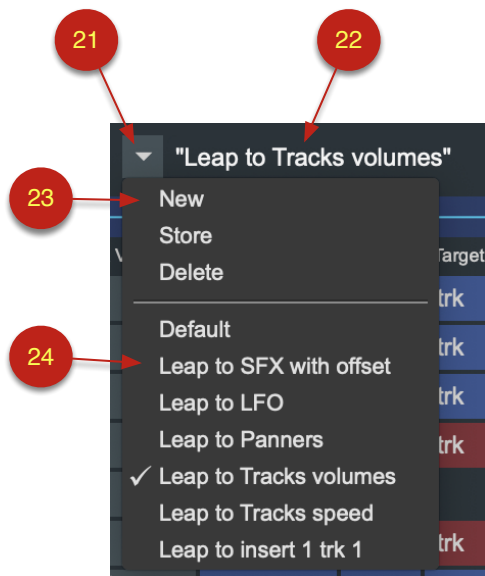 21
22
"Leap to Tracks volumes"
23
New
Store
V
Target
Delete
trk
Default
trk
24
Leap to SFX with offset
Leap to LFO
trk
Leap to Panners
trk
✓ Leap to Tracks volumes
Leap to Tracks speed
Leap to insert 1 trk 1
trk